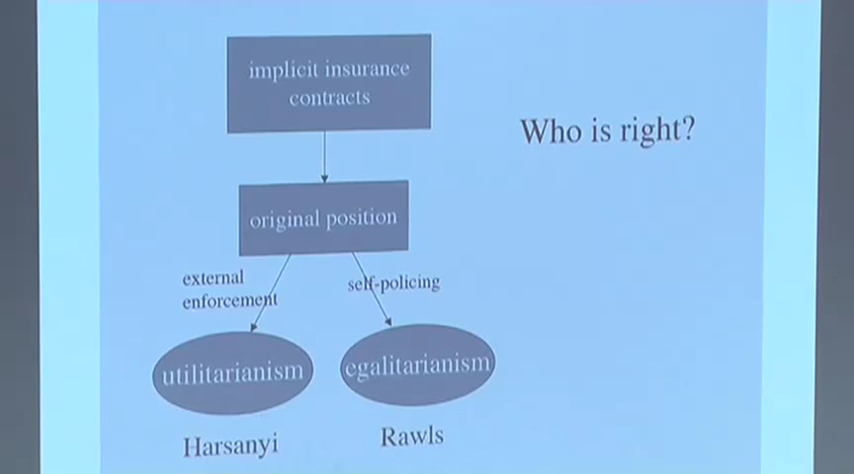 implicit insurance
contracts
Who is right?
original position
external
enforcement
self-policing
utilitarianism
egalitarianism
Harsanyi
Rawls